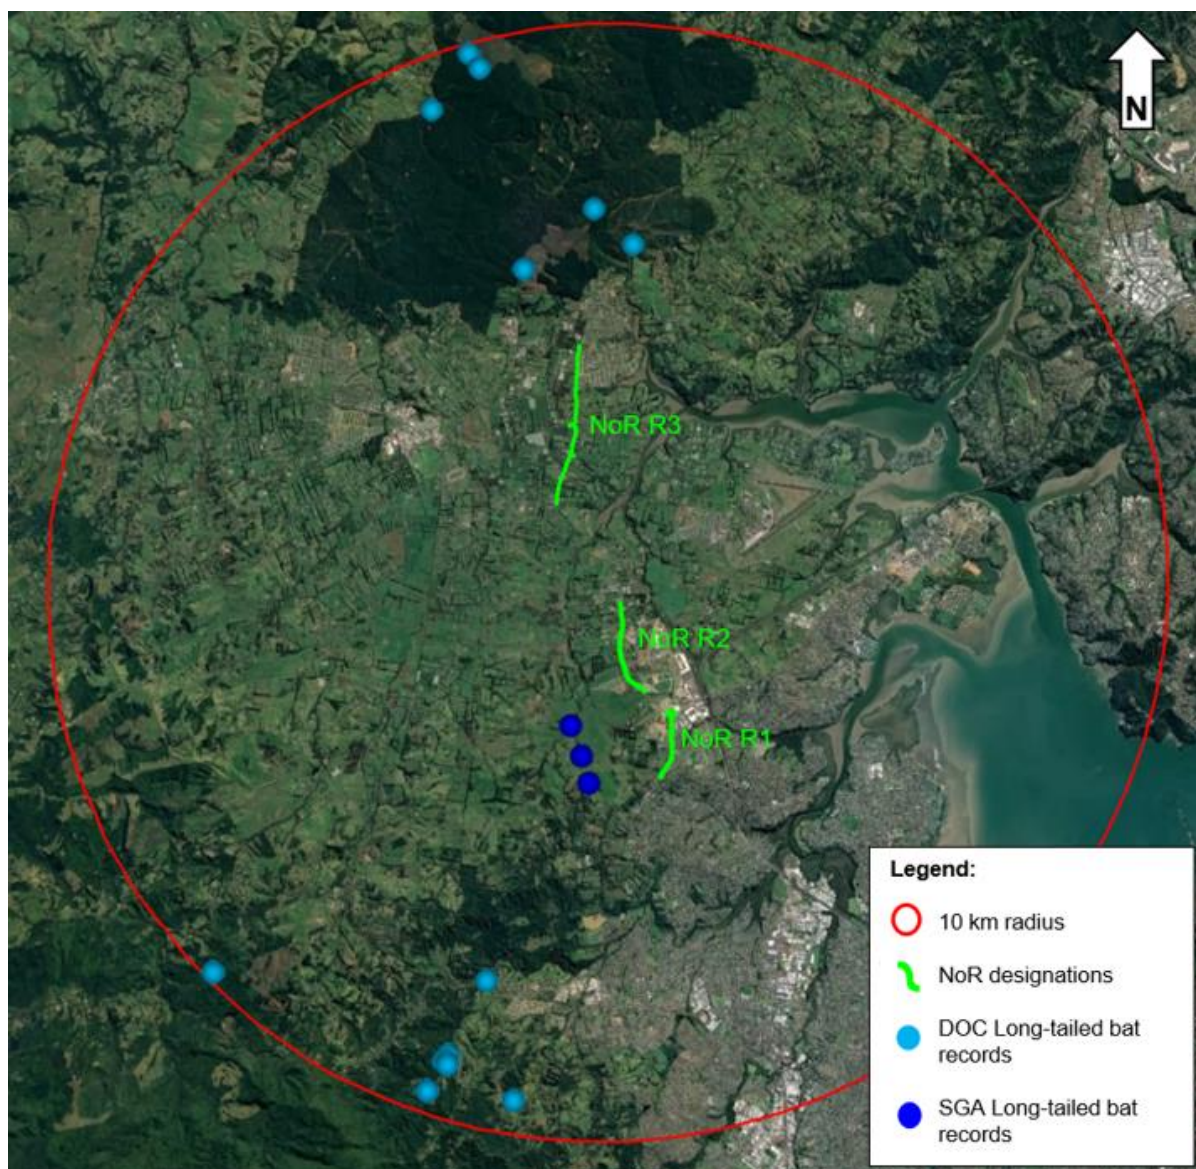 N
NoR R3
NoR R2
NoR R1
Legend:
10 km radius
NoR designations
DOC Long-tailed bat
records
SGA Long-tailed bat
records